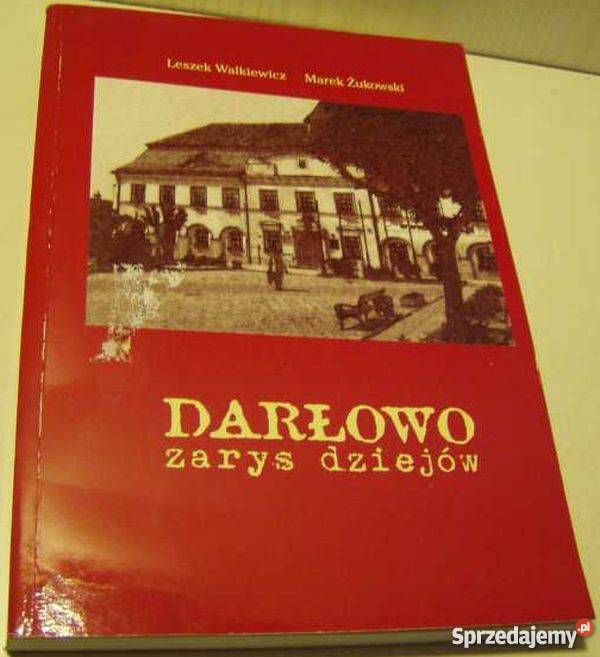 Leszek Walkiewicz Marek Żukowski
DARŁOWO
zarys dziejów
Sprzedajemy.pl